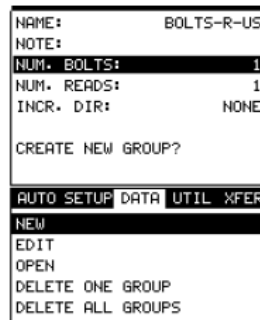 NAME: BOLTS-R-US
NOTE:
NUM. BOLTS: 1
NUM. READS: 1
INCR. DIR: NONE
CREATE NEW GROUP?
AUTO SETUP DATA UTIL XFER
NEW
EDIT
OPEN
DELETE ONE GROUP
DELETE ALL GROUPS